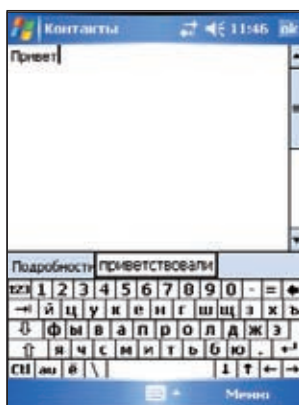 Контакты 11:46 ok
Привет
Подробности приветствовали
123 1 2 3 4 5 6 7 8 9 0 - =
й ц у к е н г ш щ з х ъ
ф ы в а п р о л д ж э
я ч с м и т ь б ю .
Ctl ё \
Меню